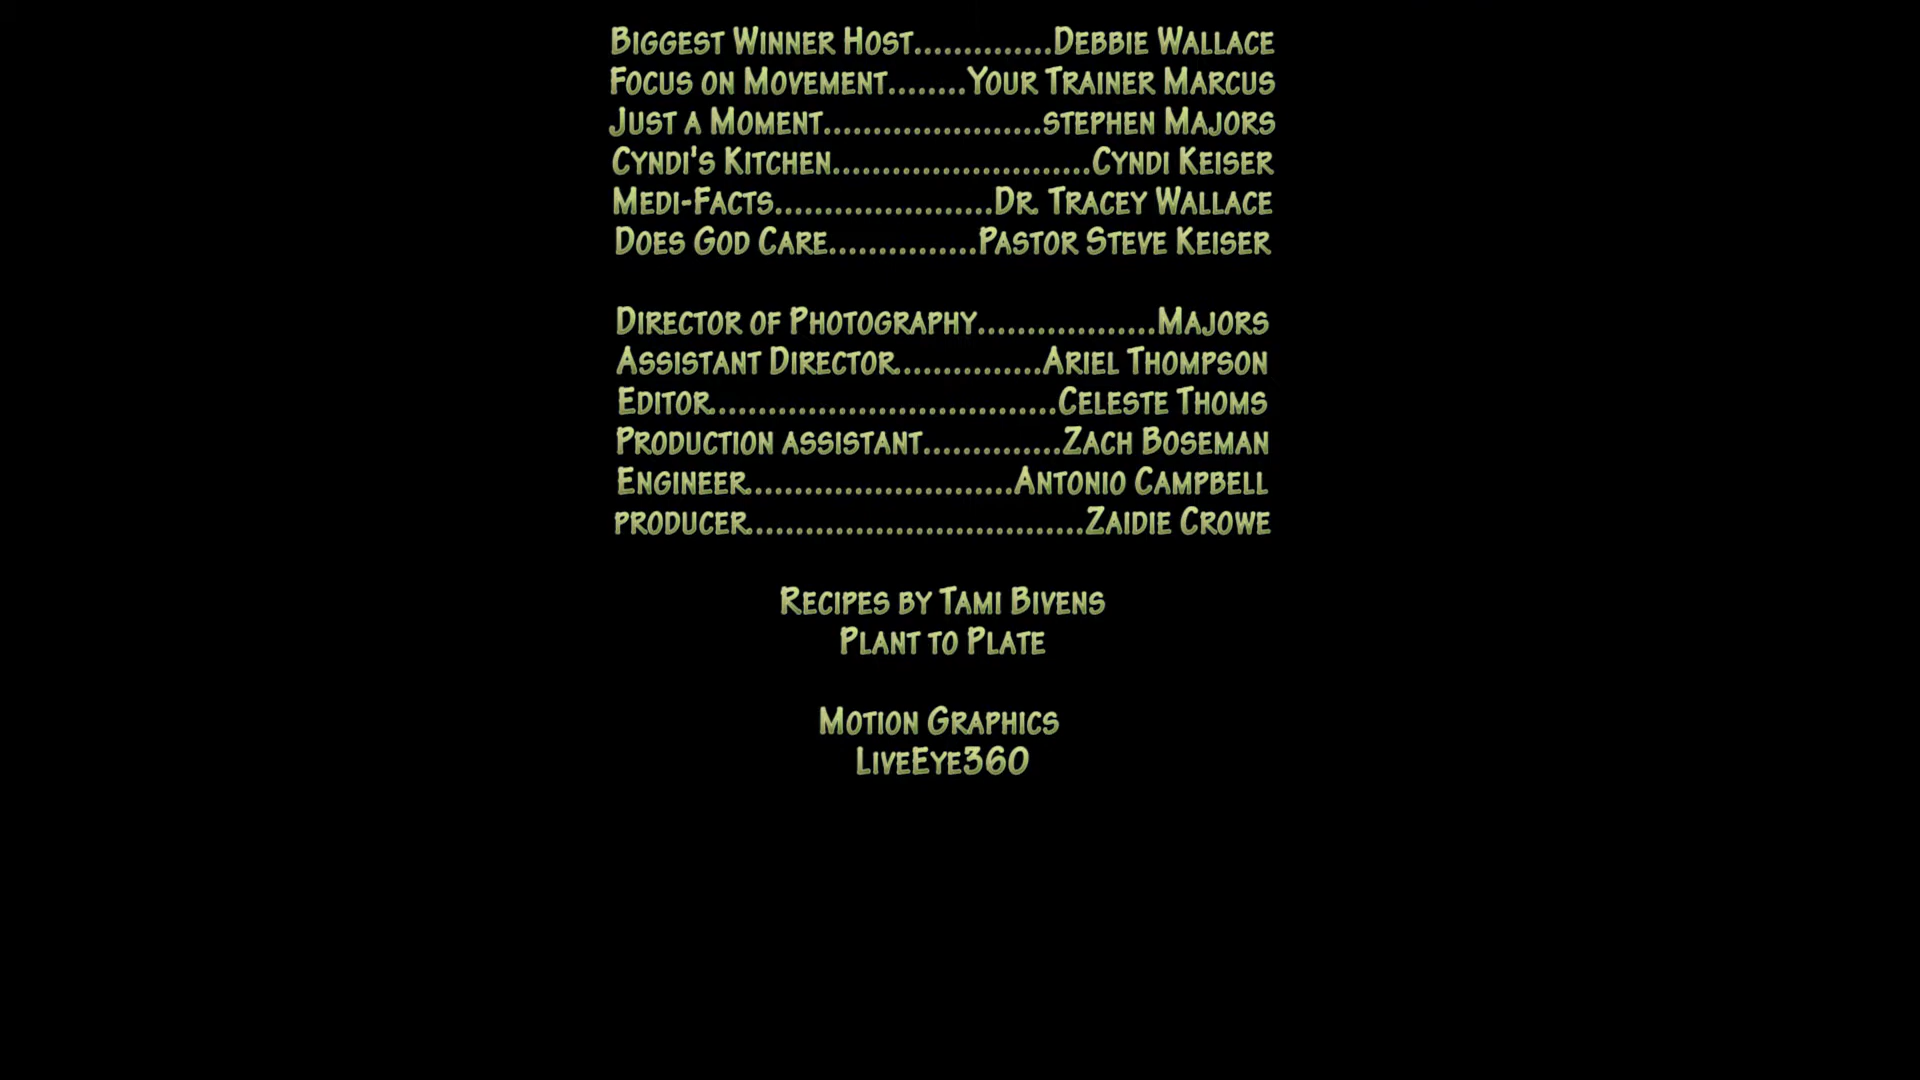 Biggest Winner Host..............Debbie Wallace
Focus on Movement........Your Trainer Marcus
Just a Moment......................stephen Majors
Cyndi's Kitchen..........................Cyndi Keiser
Medi-Facts......................Dr. Tracey Wallace
Does God Care...............Pastor Steve Keiser
Director of Photography..................Majors
Assistant Director...............Ariel Thompson
Editor...................................Celeste Thoms
Production assistant..............Zach Boseman
Engineer...........................Antonio Campbell
producer..................................Zaidie Crowe
Recipes by Tami Bivens
Plant to Plate
Motion Graphics
LiveEye360